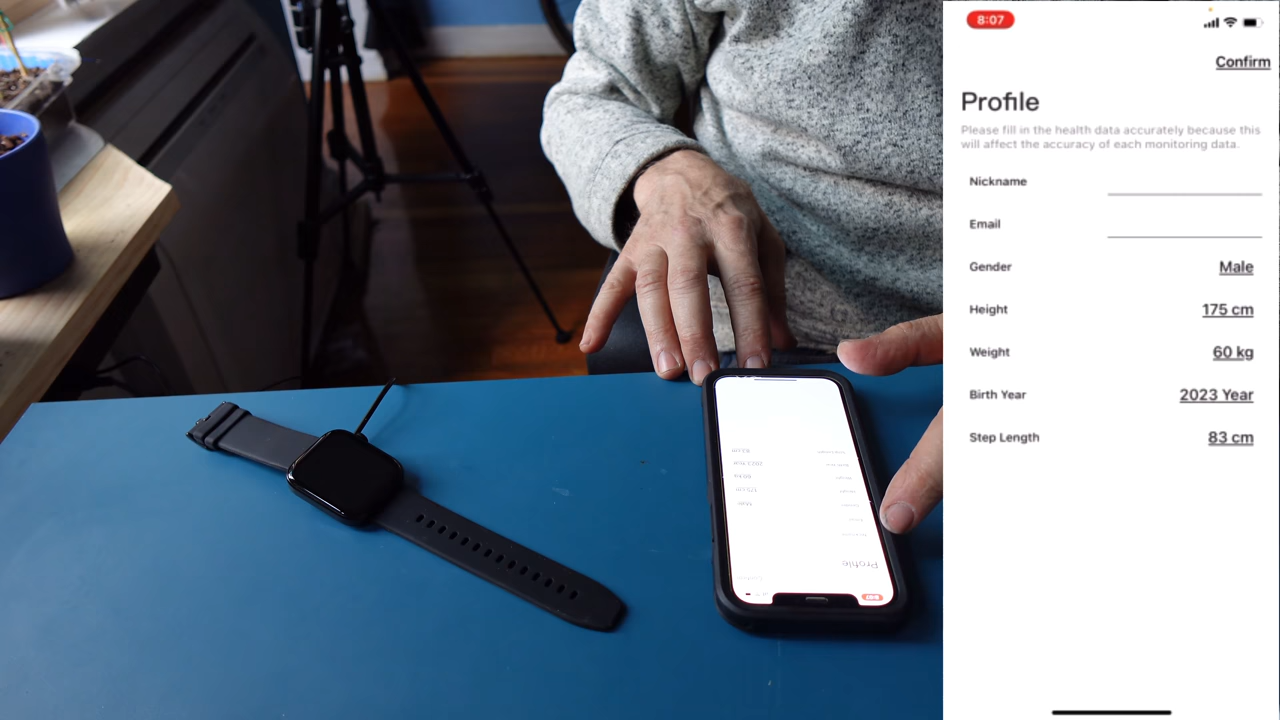 8:07
Confirm
Profile
Please fill in the health data accurately because this
will affect the accuracy of each monitoring data.
Nickname
Email
Gender Male
Height 175 cm
Weight 60 kg
Birth Year 2023 Year
Step Length 83 cm
Profile